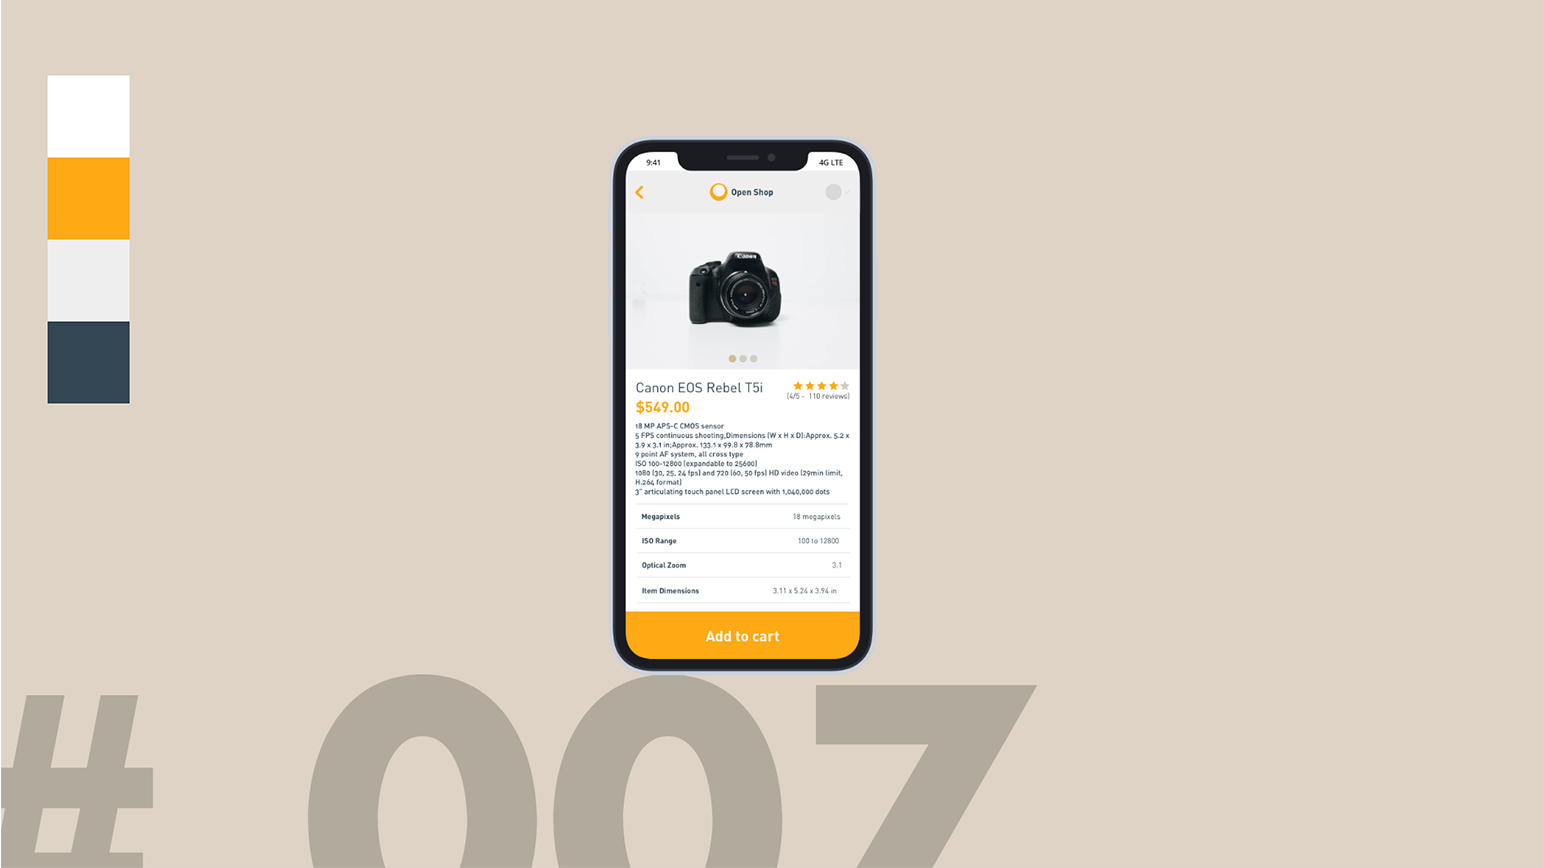 9:41
4G LTE
Open Shop
Canon
Canon EOS Rebel T5i
(4/5 - 110 reviews)
$549.00
18 MP APS-C CMOS sensor
5 FPS continuous shooting,Dimensions (W x H x D):Approx. 5.2 x
3.9 x 3.1 in;Approx. 133.1 x 99.8 x 78.8mm
9 point AF system, all cross type
ISO 100-12800 (expandable to 25600)
1080 (30, 25, 24 fps) and 720 (60, 50 fps) HD video (29min limit,
H.264 format)
3" articulating touch panel LCD screen with 1,040,000 dots
Megapixels 18 megapixels
ISO Range 100 to 12800
Optical Zoom 3.1
Item Dimensions 3.11 x 5.24 x 3.94 in
Add to cart
# 007